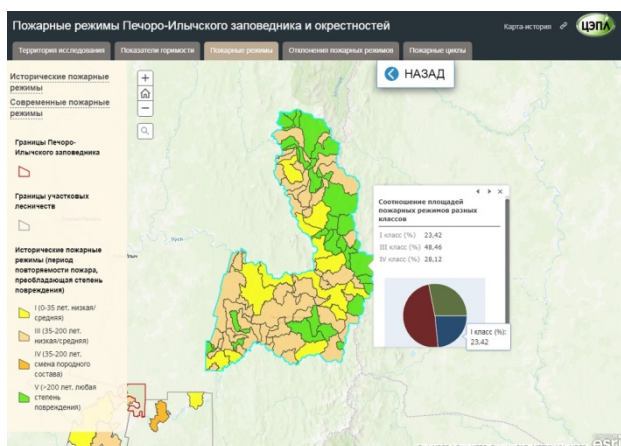 Пожарные режимы Печоро-Илычского заповедника и окрестностей
Карта-история
ЦЭПЛ
Территория исследования
Показатели горимости
Пожарные режимы
Отклонения пожарных режимов
Пожарные циклы
НАЗАД
Исторические пожарные
режимы
Современные пожарные
режимы
Границы Печоро-
Илычского заповедника
Границы участковых
лесничеств
Исторические пожарные
режимы (период
повторяемости пожара,
преобладающая степень
повреждения)
I (0-35 лет. низкая/
средняя)
III (35-200 лет.
низкая/средняя)
IV (35-200 лет.
смена породного
состава)
V (>200 лет. любая
степень
повреждения)
Соотношение площадей
пожарных режимов разных
классов
I класс (%) 23,42
III класс (%) 48,46
IV класс (%) 28,12
I класс (%):
23.42
esri